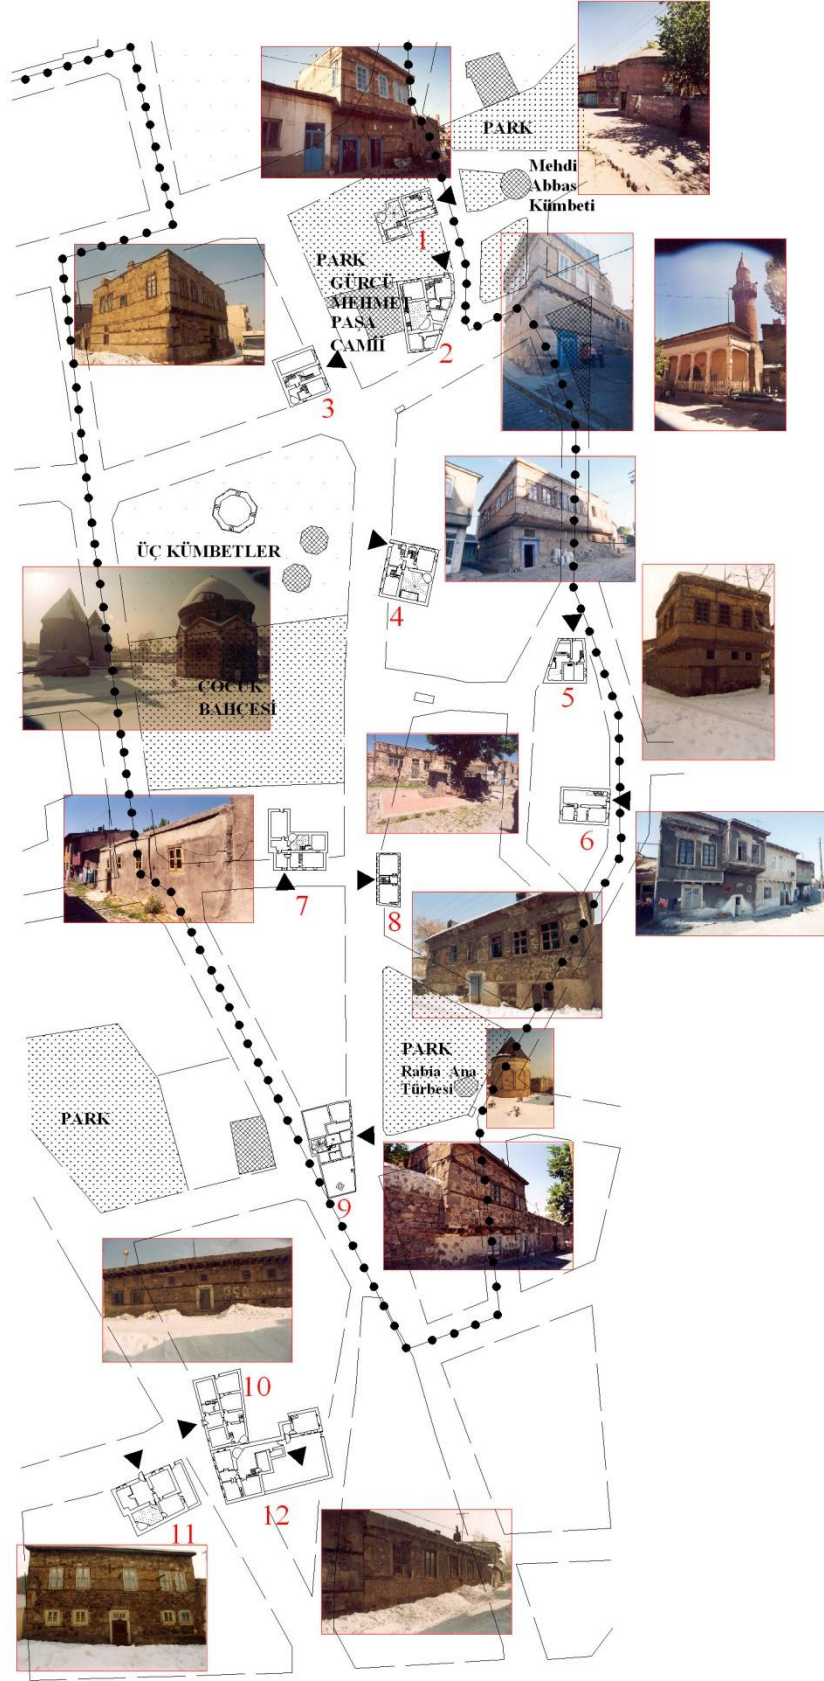 PARK
Mehdi
Abbas
Kümbeti
1
PARK
GÜRCÜ
MEHMET
PAŞA
CAMİİ
2
3
ÜÇ KÜMBETLER
4
ÇOCUK
BAHÇESİ
5
6
7
8
PARK
Rabia Ana
Türbesi
PARK
9
10
11
12